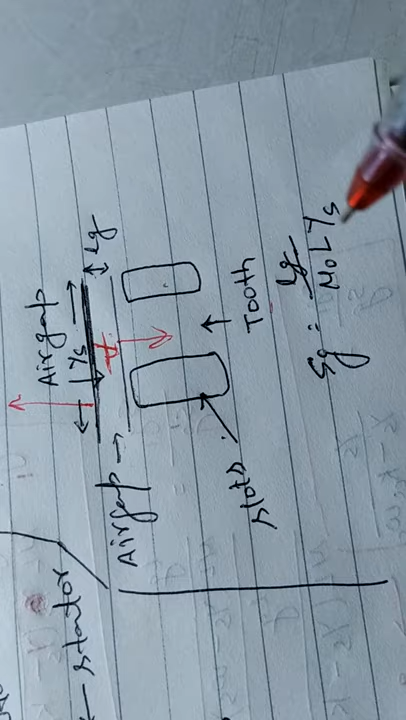 Airgap
ys
lg
Airgap →
slots
Tooth
Sg = lg
μ0 L ys
← stator